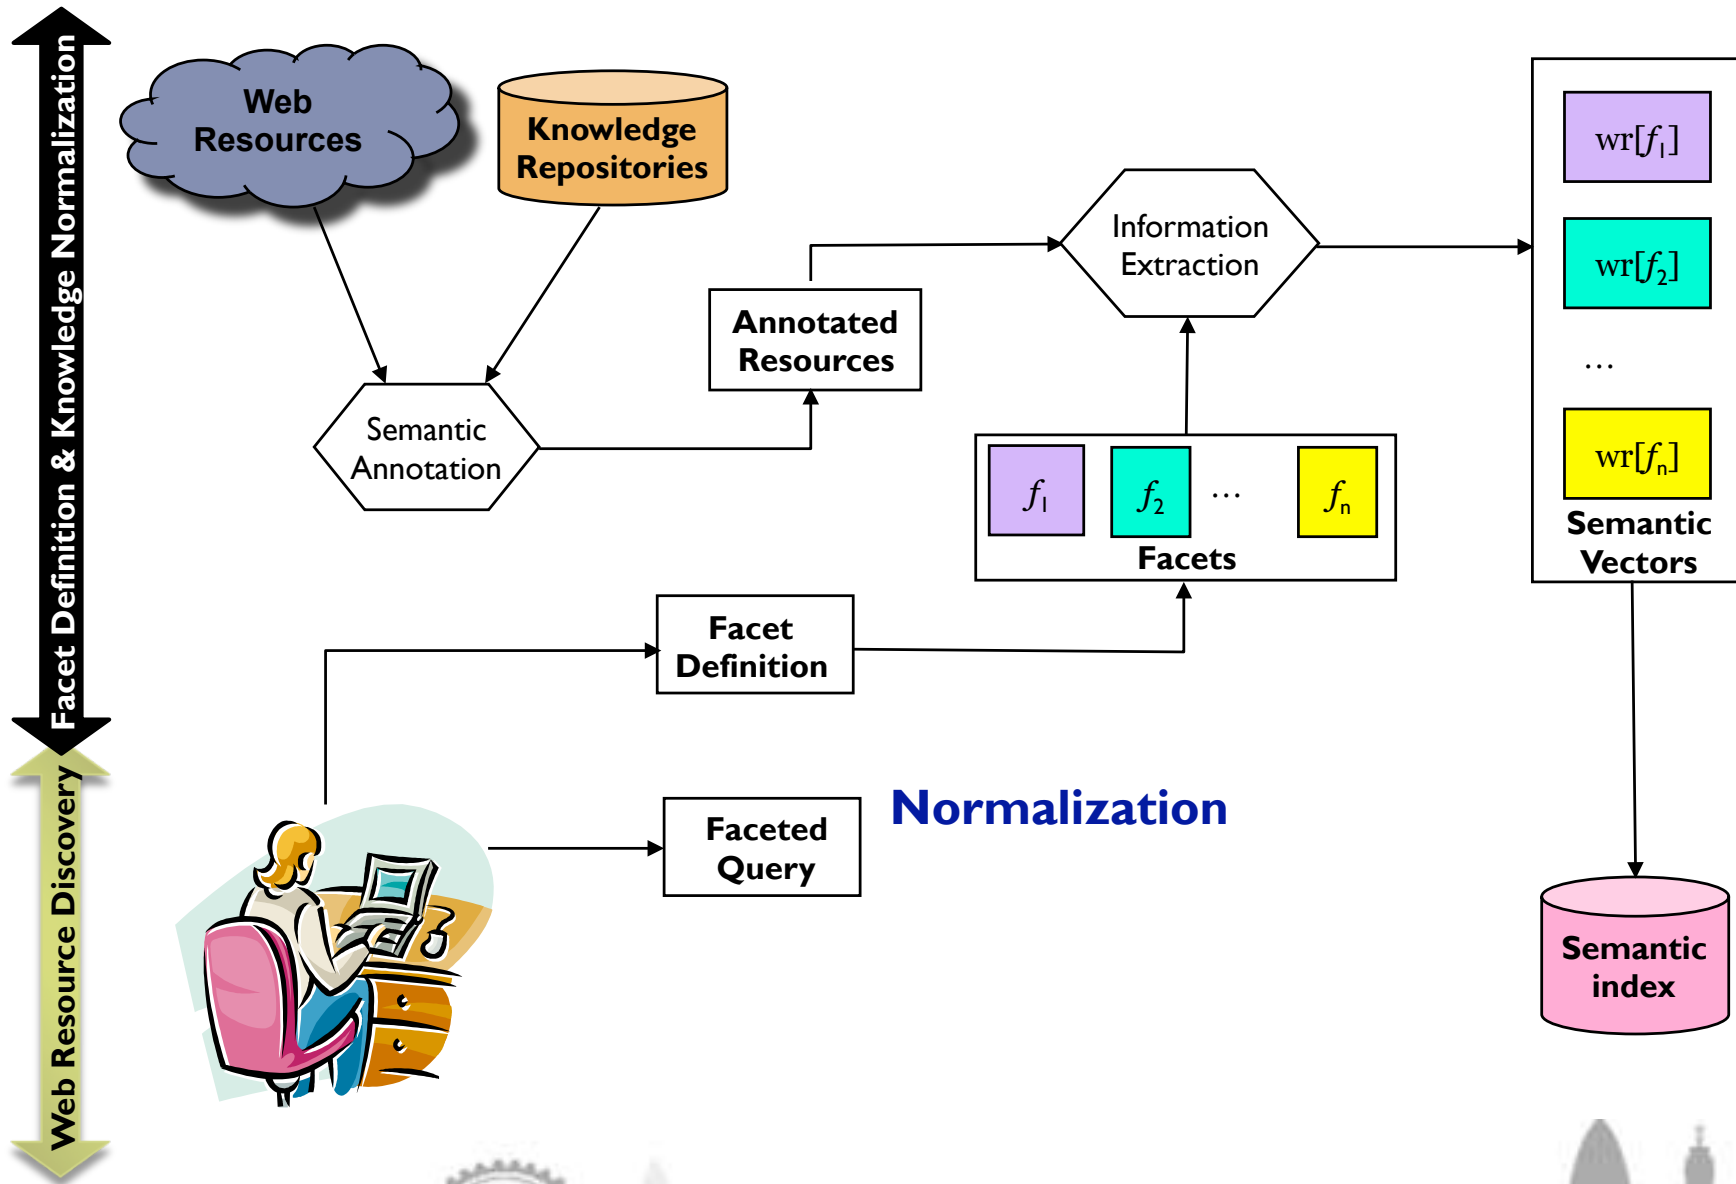 Facet Definition & Knowledge Normalization
Web Resource Discovery
Web
Resources
Knowledge
Repositories
Semantic
Annotation
Annotated
Resources
Information
Extraction
f1
f2
...
fn
Facets
wr[f1]
wr[f2]
...
wr[fn]
Semantic
Vectors
Facet
Definition
Faceted
Query
Normalization
Semantic
index